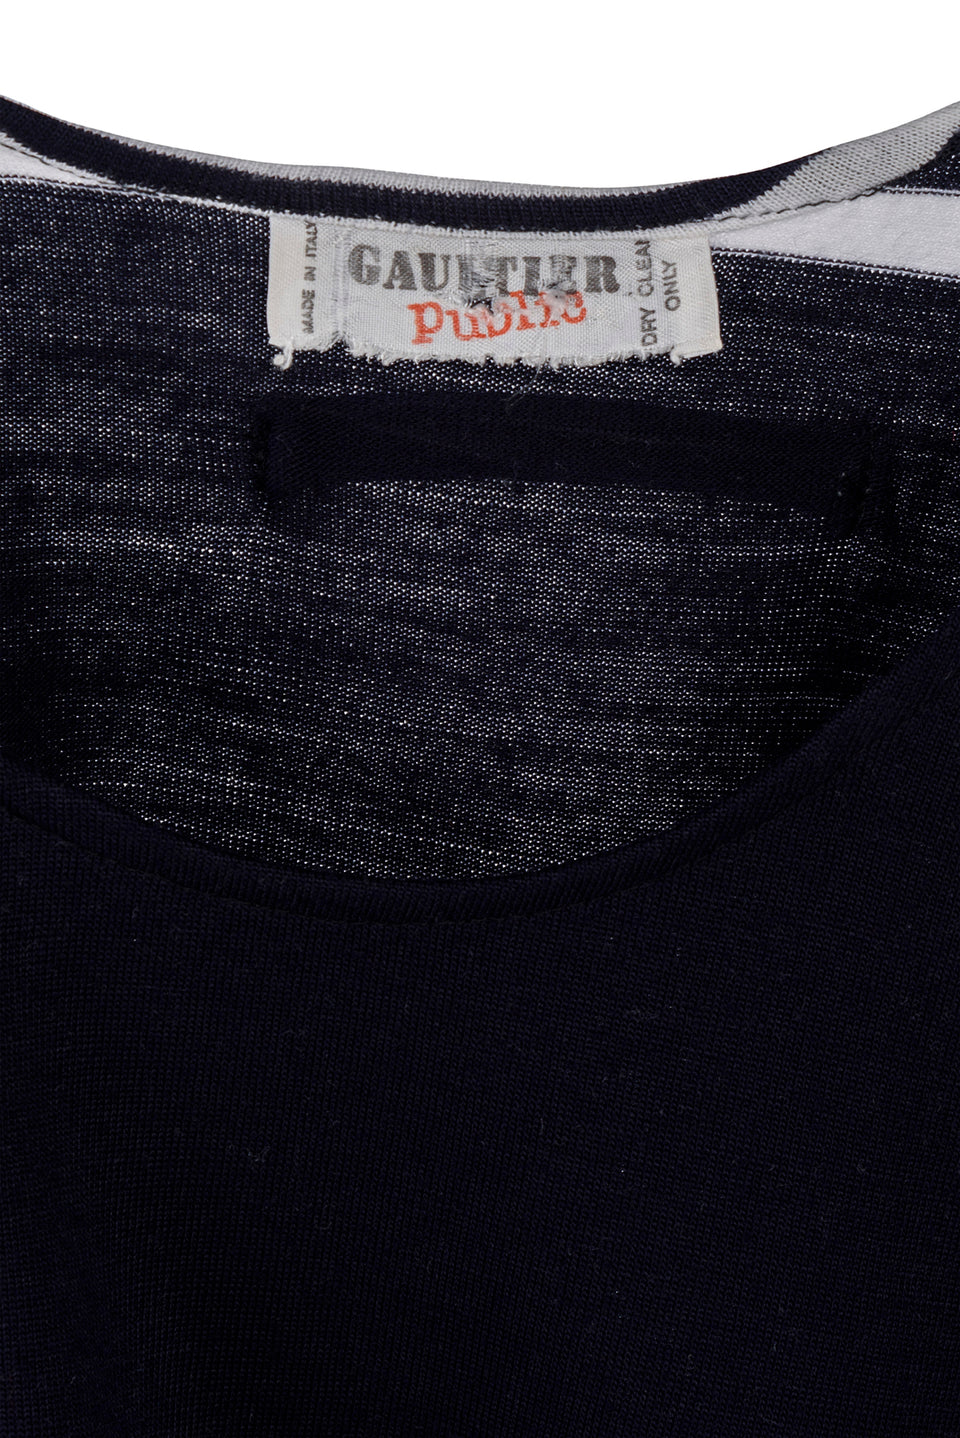 MADE IN ITALY
GAULTIER
Public
DRY CLEAN
ONLY